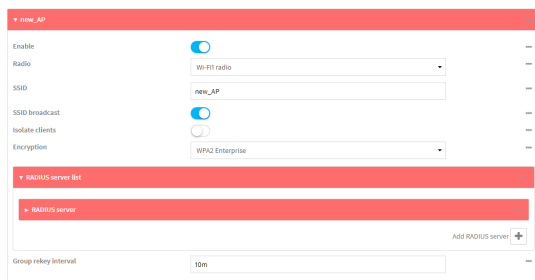 new_AP
Enable
Radio
Wi-Fi1 radio
SSID
new_AP
SSID broadcast
Isolate clients
Encryption
WPA2 Enterprise
RADIUS server list
RADIUS server
Add RADIUS server
Group rekey interval
10m